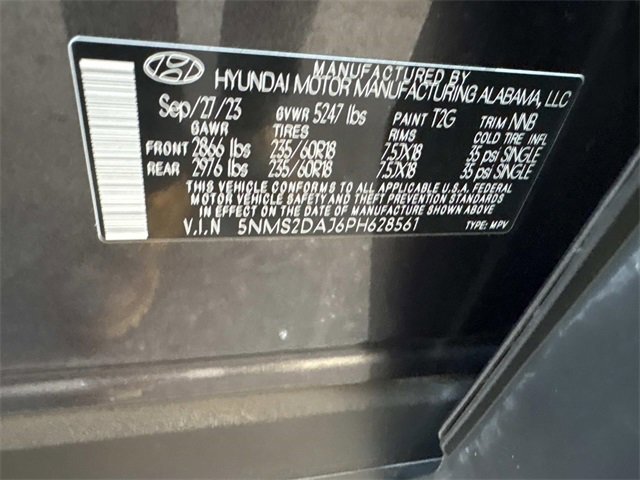 MANUFACTURED BY
HYUNDAI MOTOR MANUFACTURING ALABAMA, LLC
Sep/27/23 GVWR 5247 lbs PAINT T2G TRIM NNB
GAWR TIRES RIMS COLD TIRE INFL
FRONT 2866 lbs 235/60R18 7.5JX18 35 psi SINGLE
REAR 2976 lbs 235/60R18 7.5JX18 35 psi SINGLE
THIS VEHICLE CONFORMS TO ALL APPLICABLE U.S.A. FEDERAL
MOTOR VEHICLE SAFETY AND THEFT PREVENTION STANDARDS
IN EFFECT ON THE DATE OF MANUFACTURE SHOWN ABOVE
V.I.N 5NMS2DAJ6PH628561 TYPE: MPV